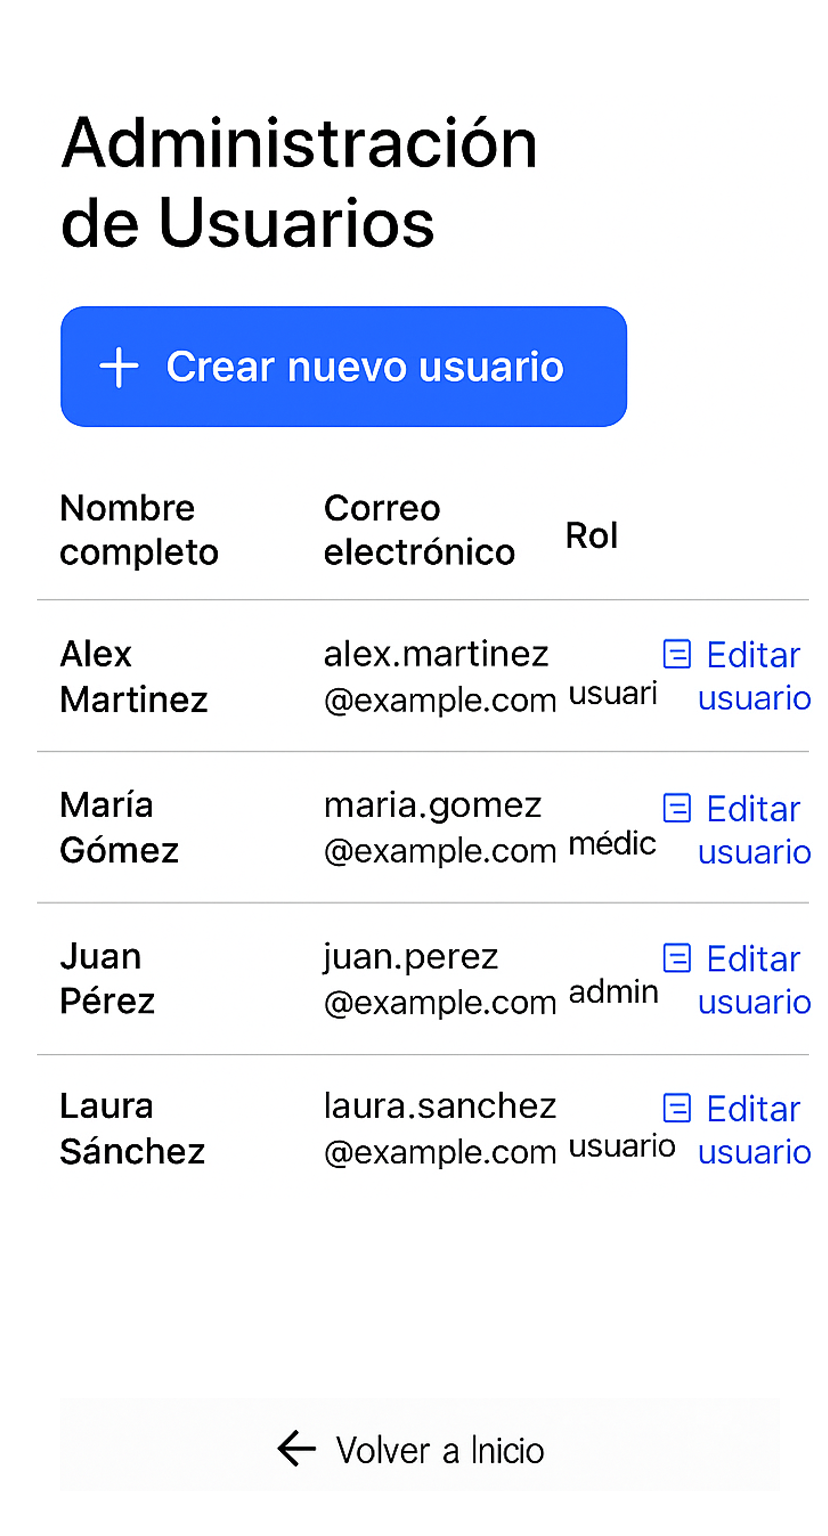 Administración
de Usuarios
+ Crear nuevo usuario
Nombre
completo
Correo
electrónico
Rol
Alex
Martinez
alex.martinez
@example.com
usuari
Editar
usuario
María
Gómez
maria.gomez
@example.com
médic
Editar
usuario
Juan
Pérez
juan.perez
@example.com
admin
Editar
usuario
Laura
Sánchez
laura.sanchez
@example.com
usuario
Editar
usuario
← Volver a Inicio